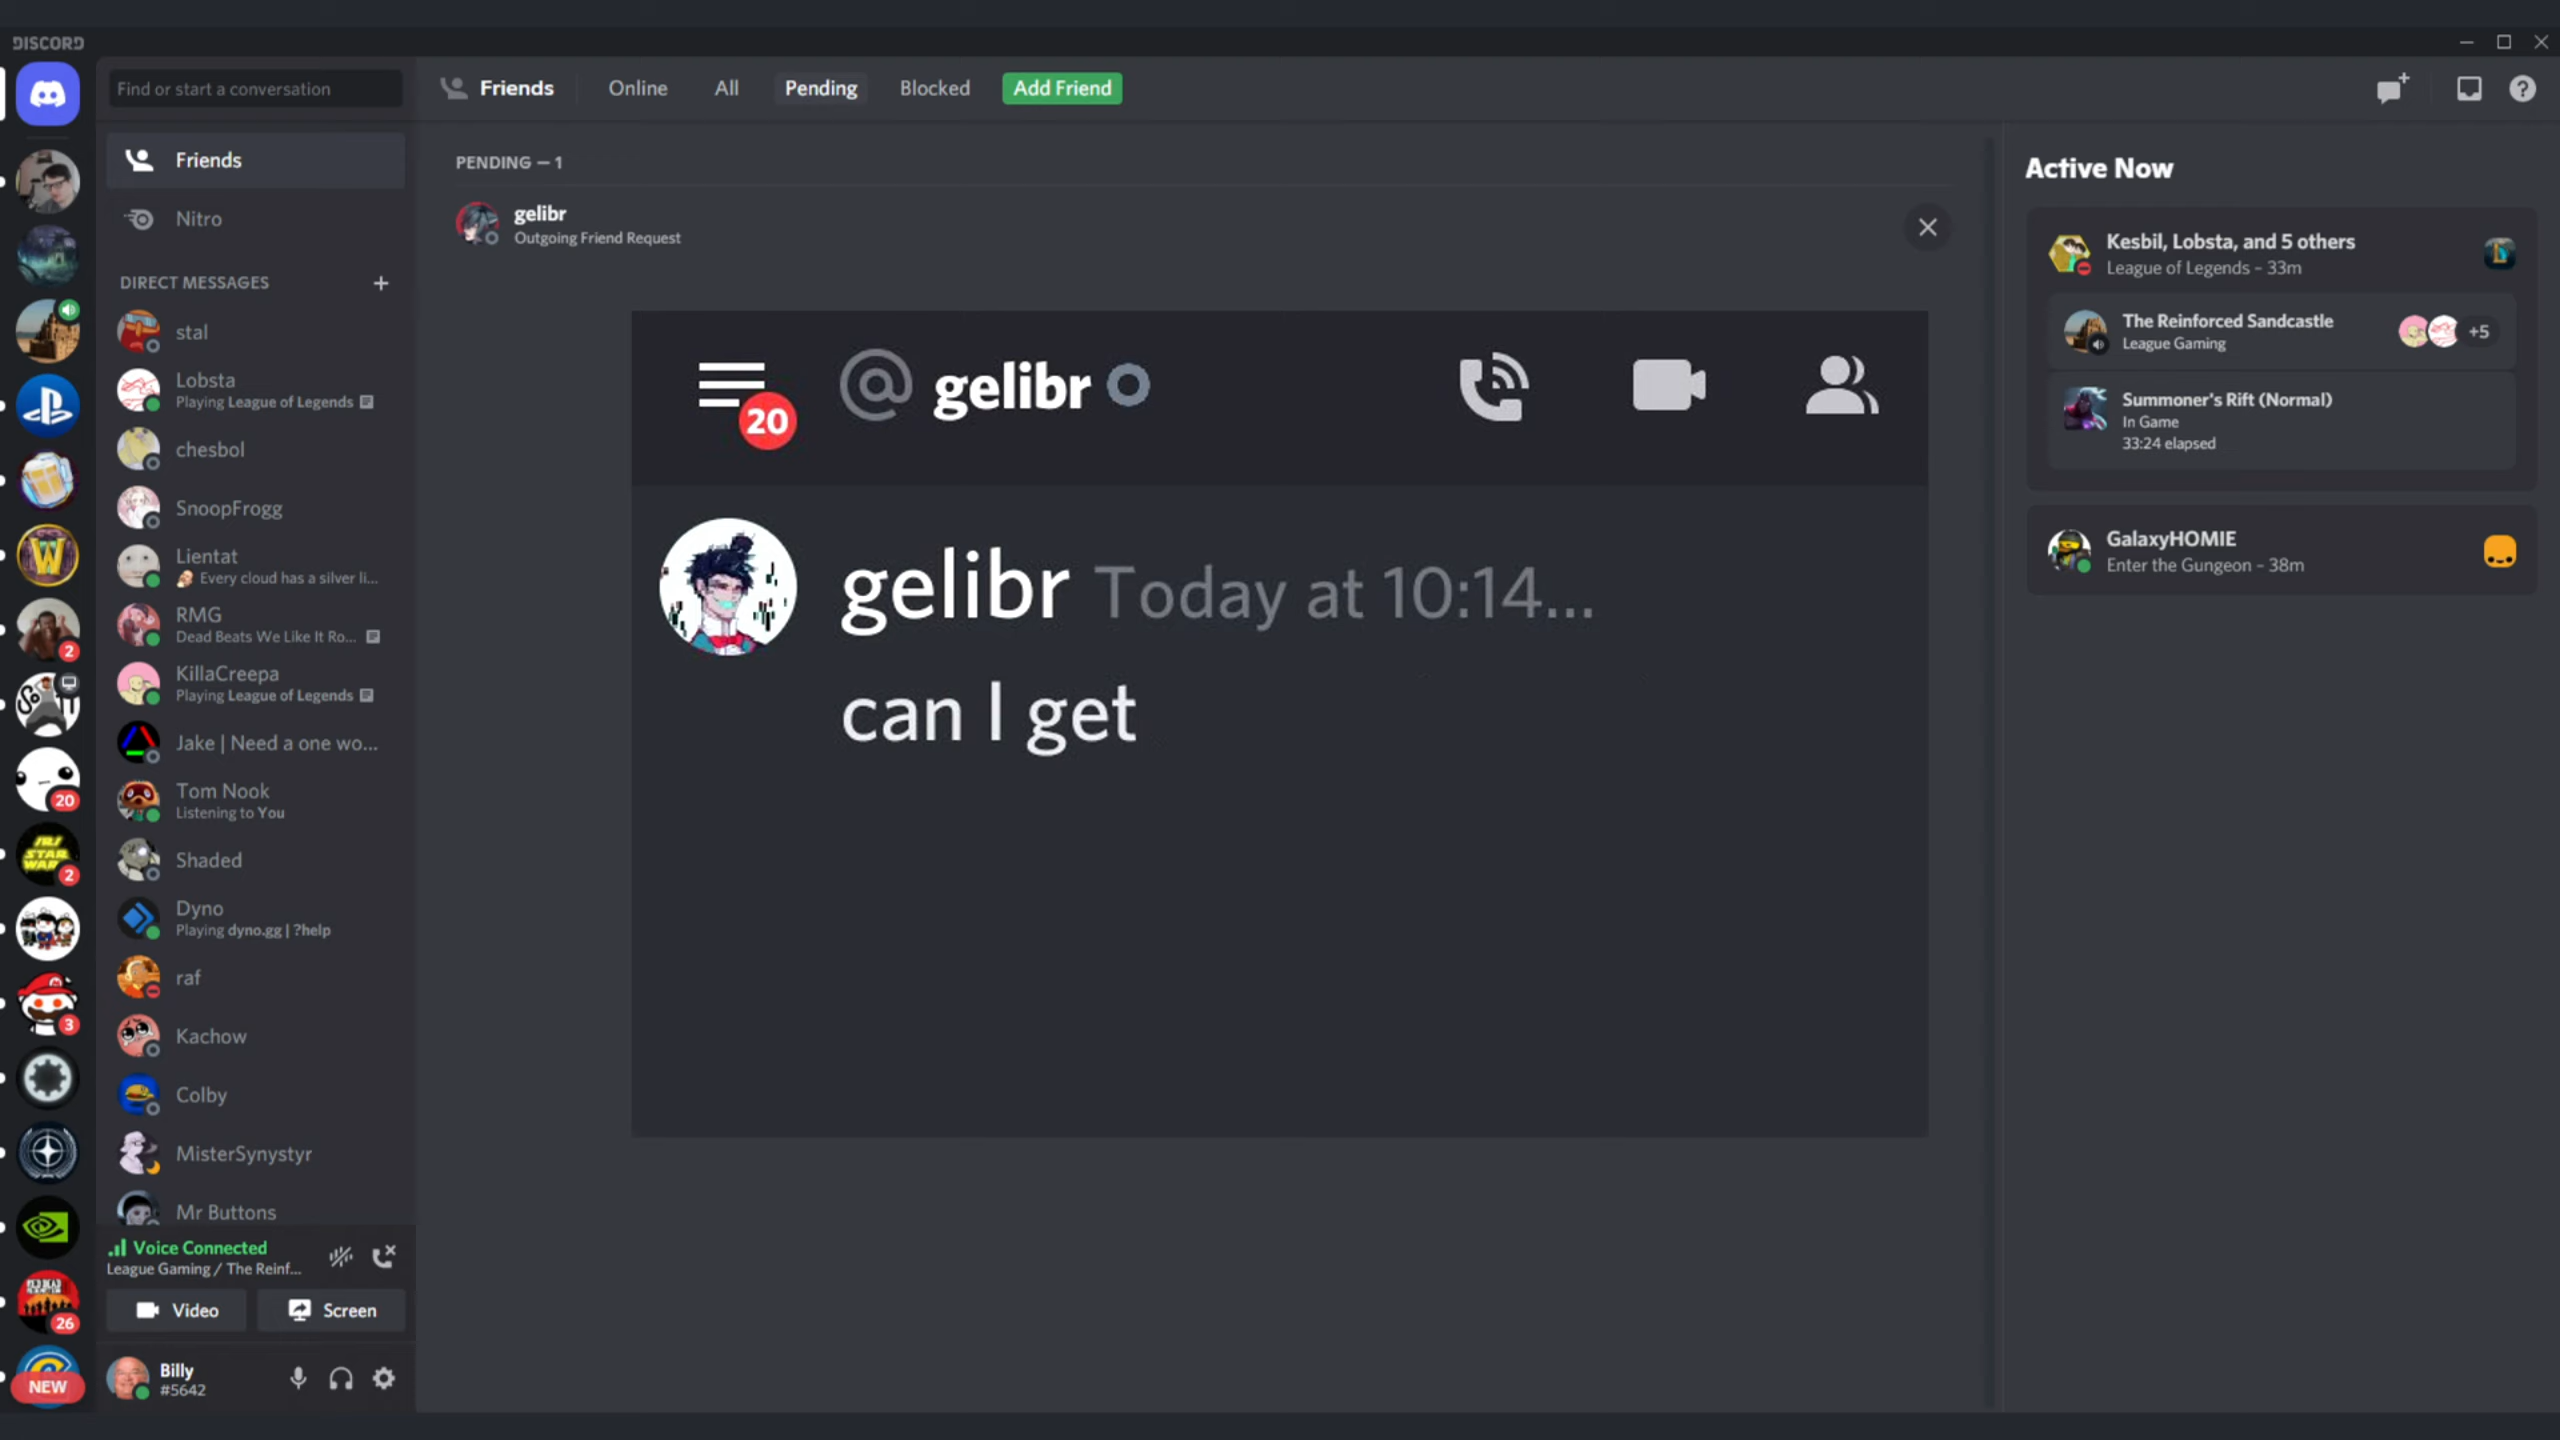 DISCORD
Find or start a conversation
Friends
Online
All
Pending
Blocked
Add Friend
Friends
Nitro
DIRECT MESSAGES
stal
Lobsta
Playing League of Legends
chesbol
SnoopFrogg
Lientat
Every cloud has a silver li...
RMG
Dead Beats We Like It Ro...
KillaCreepa
Playing League of Legends
Jake | Need a one wo...
Tom Nook
Listening to You
Shaded
Dyno
Playing dyno.gg | ?help
raf
Kachow
Colby
MisterSynystyr
Mr Buttons
Voice Connected
League Gaming / The Reinf...
Video
Screen
Billy
#5642
2
20
STAR
WAR
2
3
26
NEW
W
PENDING — 1
gelibr
Outgoing Friend Request
20
@ gelibr
gelibr Today at 10:14...
can I get
Active Now
Kesbil, Lobsta, and 5 others
League of Legends – 33m
The Reinforced Sandcastle
League Gaming
+5
Summoner's Rift (Normal)
In Game
33:24 elapsed
GalaxyHOMIE
Enter the Gungeon – 38m